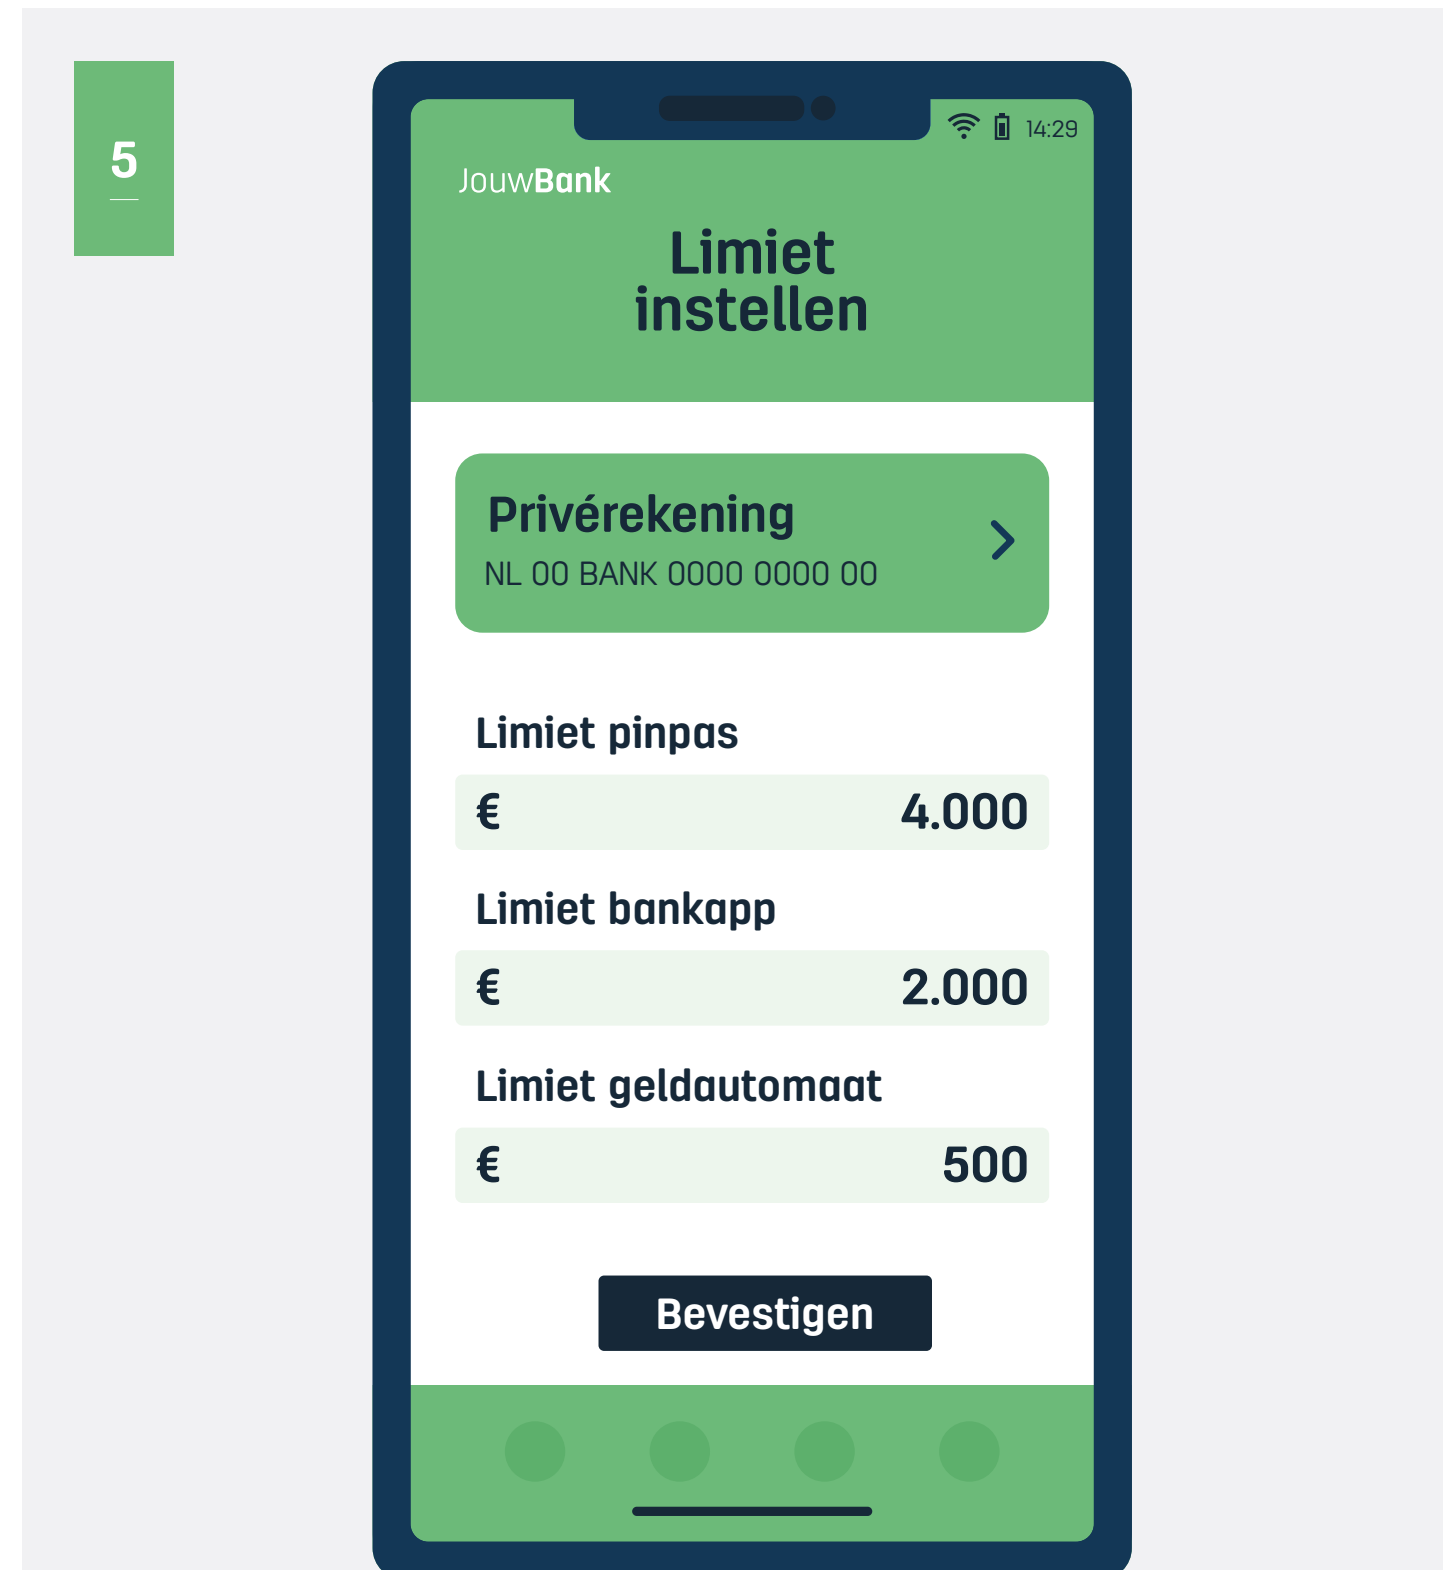 5
14:29
JouwBank
Limiet
instellen
Privérekening
NL 00 BANK 0000 0000 00
Limiet pinpas
€ 4.000
Limiet bankapp
€ 2.000
Limiet geldautomaat
€ 500
Bevestigen